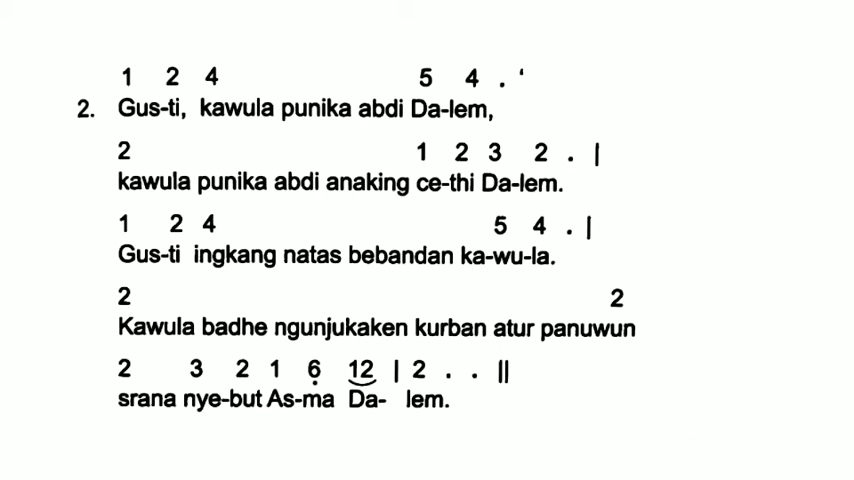 1 2 4 5 4 . '
2. Gus-ti, kawula punika abdi Da-lem,
2 1 2 3 2 . |
kawula punika abdi anaking ce-thi Da-lem.
1 2 4 5 4 . |
Gus-ti ingkang natas bebandan ka-wu-la.
2 2
Kawula badhe ngunjukaken kurban atur panuwun
2 3 2 1 6̣ 12 | 2 . . ||
srana nye-but As-ma Da- lem.